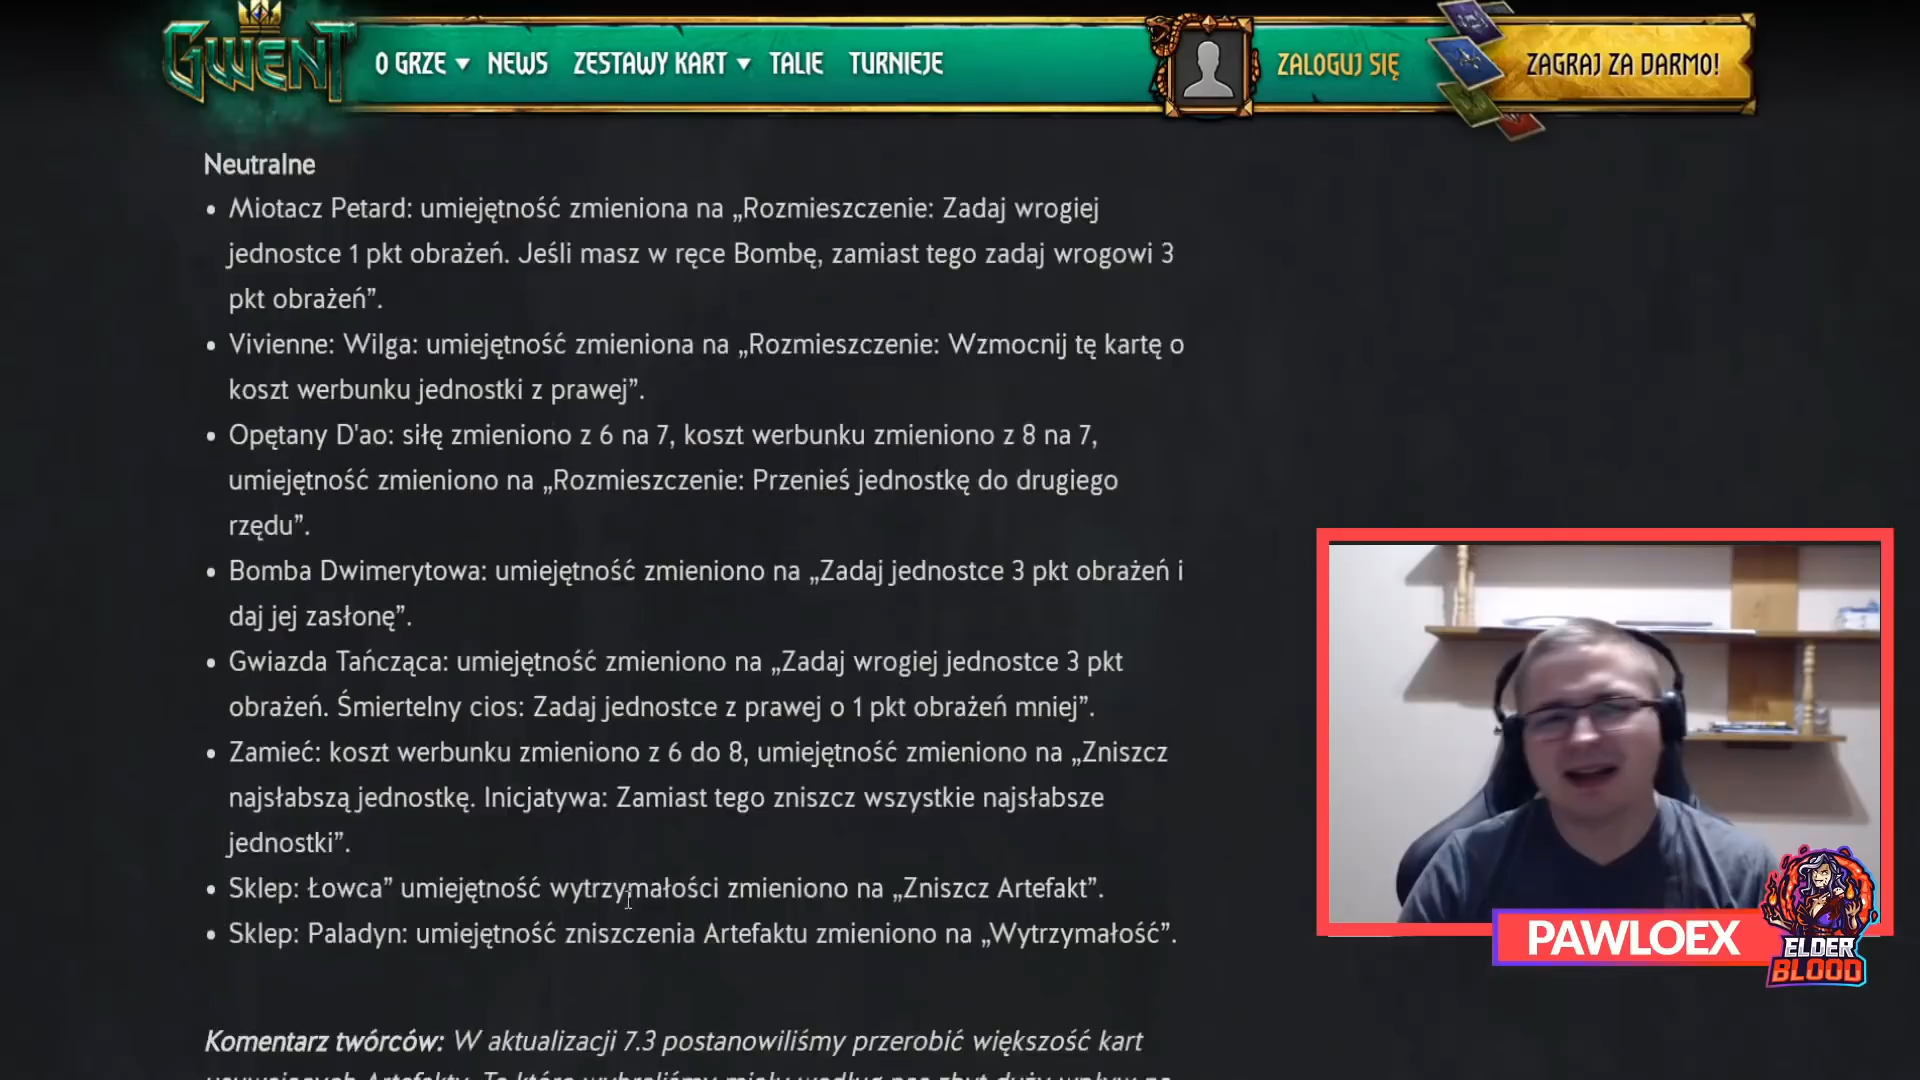 GWENT
O GRZE NEWS ZESTAWY KART TALIE TURNIEJE
ZALOGUJ SIĘ
ZAGRAJ ZA DARMO!
Neutralne
• Miotacz Petard: umiejętność zmieniona na „Rozmieszczenie: Zadaj wrogiej
jednostce 1 pkt obrażeń. Jeśli masz w ręce Bombę, zamiast tego zadaj wrogowi 3
pkt obrażeń”.
• Vivienne: Wilga: umiejętność zmieniona na „Rozmieszczenie: Wzmocnij tę kartę o
koszt werbunku jednostki z prawej”.
• Opętany D'ao: siłę zmieniono z 6 na 7, koszt werbunku zmieniono z 8 na 7,
umiejętność zmieniono na „Rozmieszczenie: Przenieś jednostkę do drugiego
rzędu”.
• Bomba Dwimerytowa: umiejętność zmieniono na „Zadaj jednostce 3 pkt obrażeń i
daj jej zasłonę”.
• Gwiazda Tańcząca: umiejętność zmieniono na „Zadaj wrogiej jednostce 3 pkt
obrażeń. Śmiertelny cios: Zadaj jednostce z prawej o 1 pkt obrażeń mniej”.
• Zamieć: koszt werbunku zmieniono z 6 do 8, umiejętność zmieniono na „Zniszcz
najsłabszą jednostkę. Inicjatywa: Zamiast tego zniszcz wszystkie najsłabsze
jednostki”.
• Sklep: Łowca” umiejętność wytrzymałości zmieniono na „Zniszcz Artefakt”.
• Sklep: Paladyn: umiejętność zniszczenia Artefaktu zmieniono na „Wytrzymałość”.
Komentarz twórców: W aktualizacji 7.3 postanowiliśmy przerobić większość kart
PAWLOEX
ELDER
BLOOD